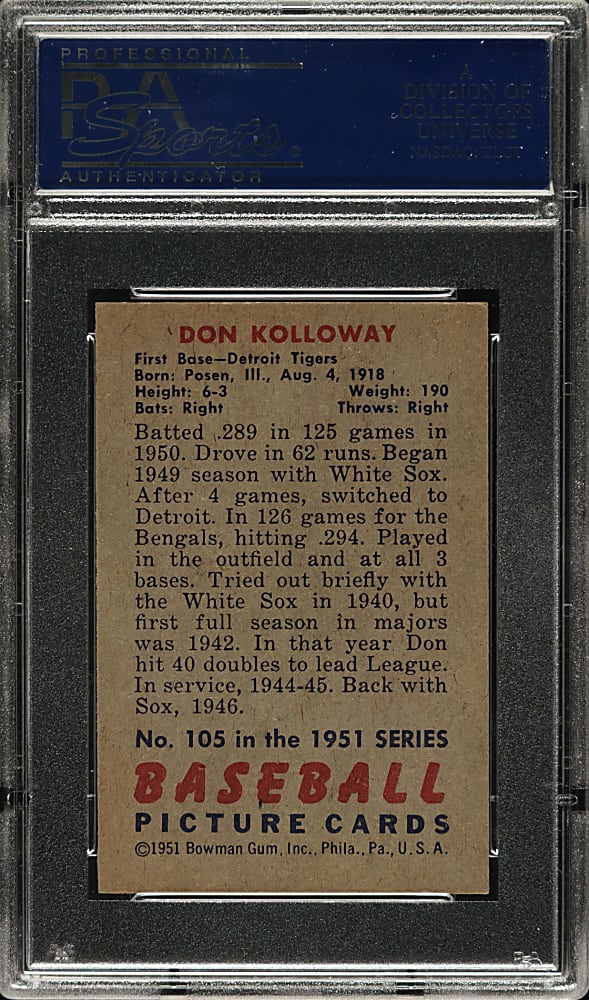 PROFESSIONAL
PSA
Sports®
AUTHENTICATOR
A
DIVISION OF
COLLECTORS
UNIVERSE
NASDAQ: CLCT
DON KOLLOWAY
First Base—Detroit Tigers
Born: Posen, Ill., Aug. 4, 1918
Height: 6-3 Weight: 190
Bats: Right Throws: Right
Batted .289 in 125 games in
1950. Drove in 62 runs. Began
1949 season with White Sox.
After 4 games, switched to
Detroit. In 126 games for the
Bengals, hitting .294. Played
in the outfield and at all 3
bases. Tried out briefly with
the White Sox in 1940, but
first full season in majors
was 1942. In that year Don
hit 40 doubles to lead League.
In service, 1944-45. Back with
Sox, 1946.
No. 105 in the 1951 SERIES
BASEBALL
PICTURE CARDS
©1951 Bowman Gum, Inc., Phila., Pa., U.S.A.
PSA